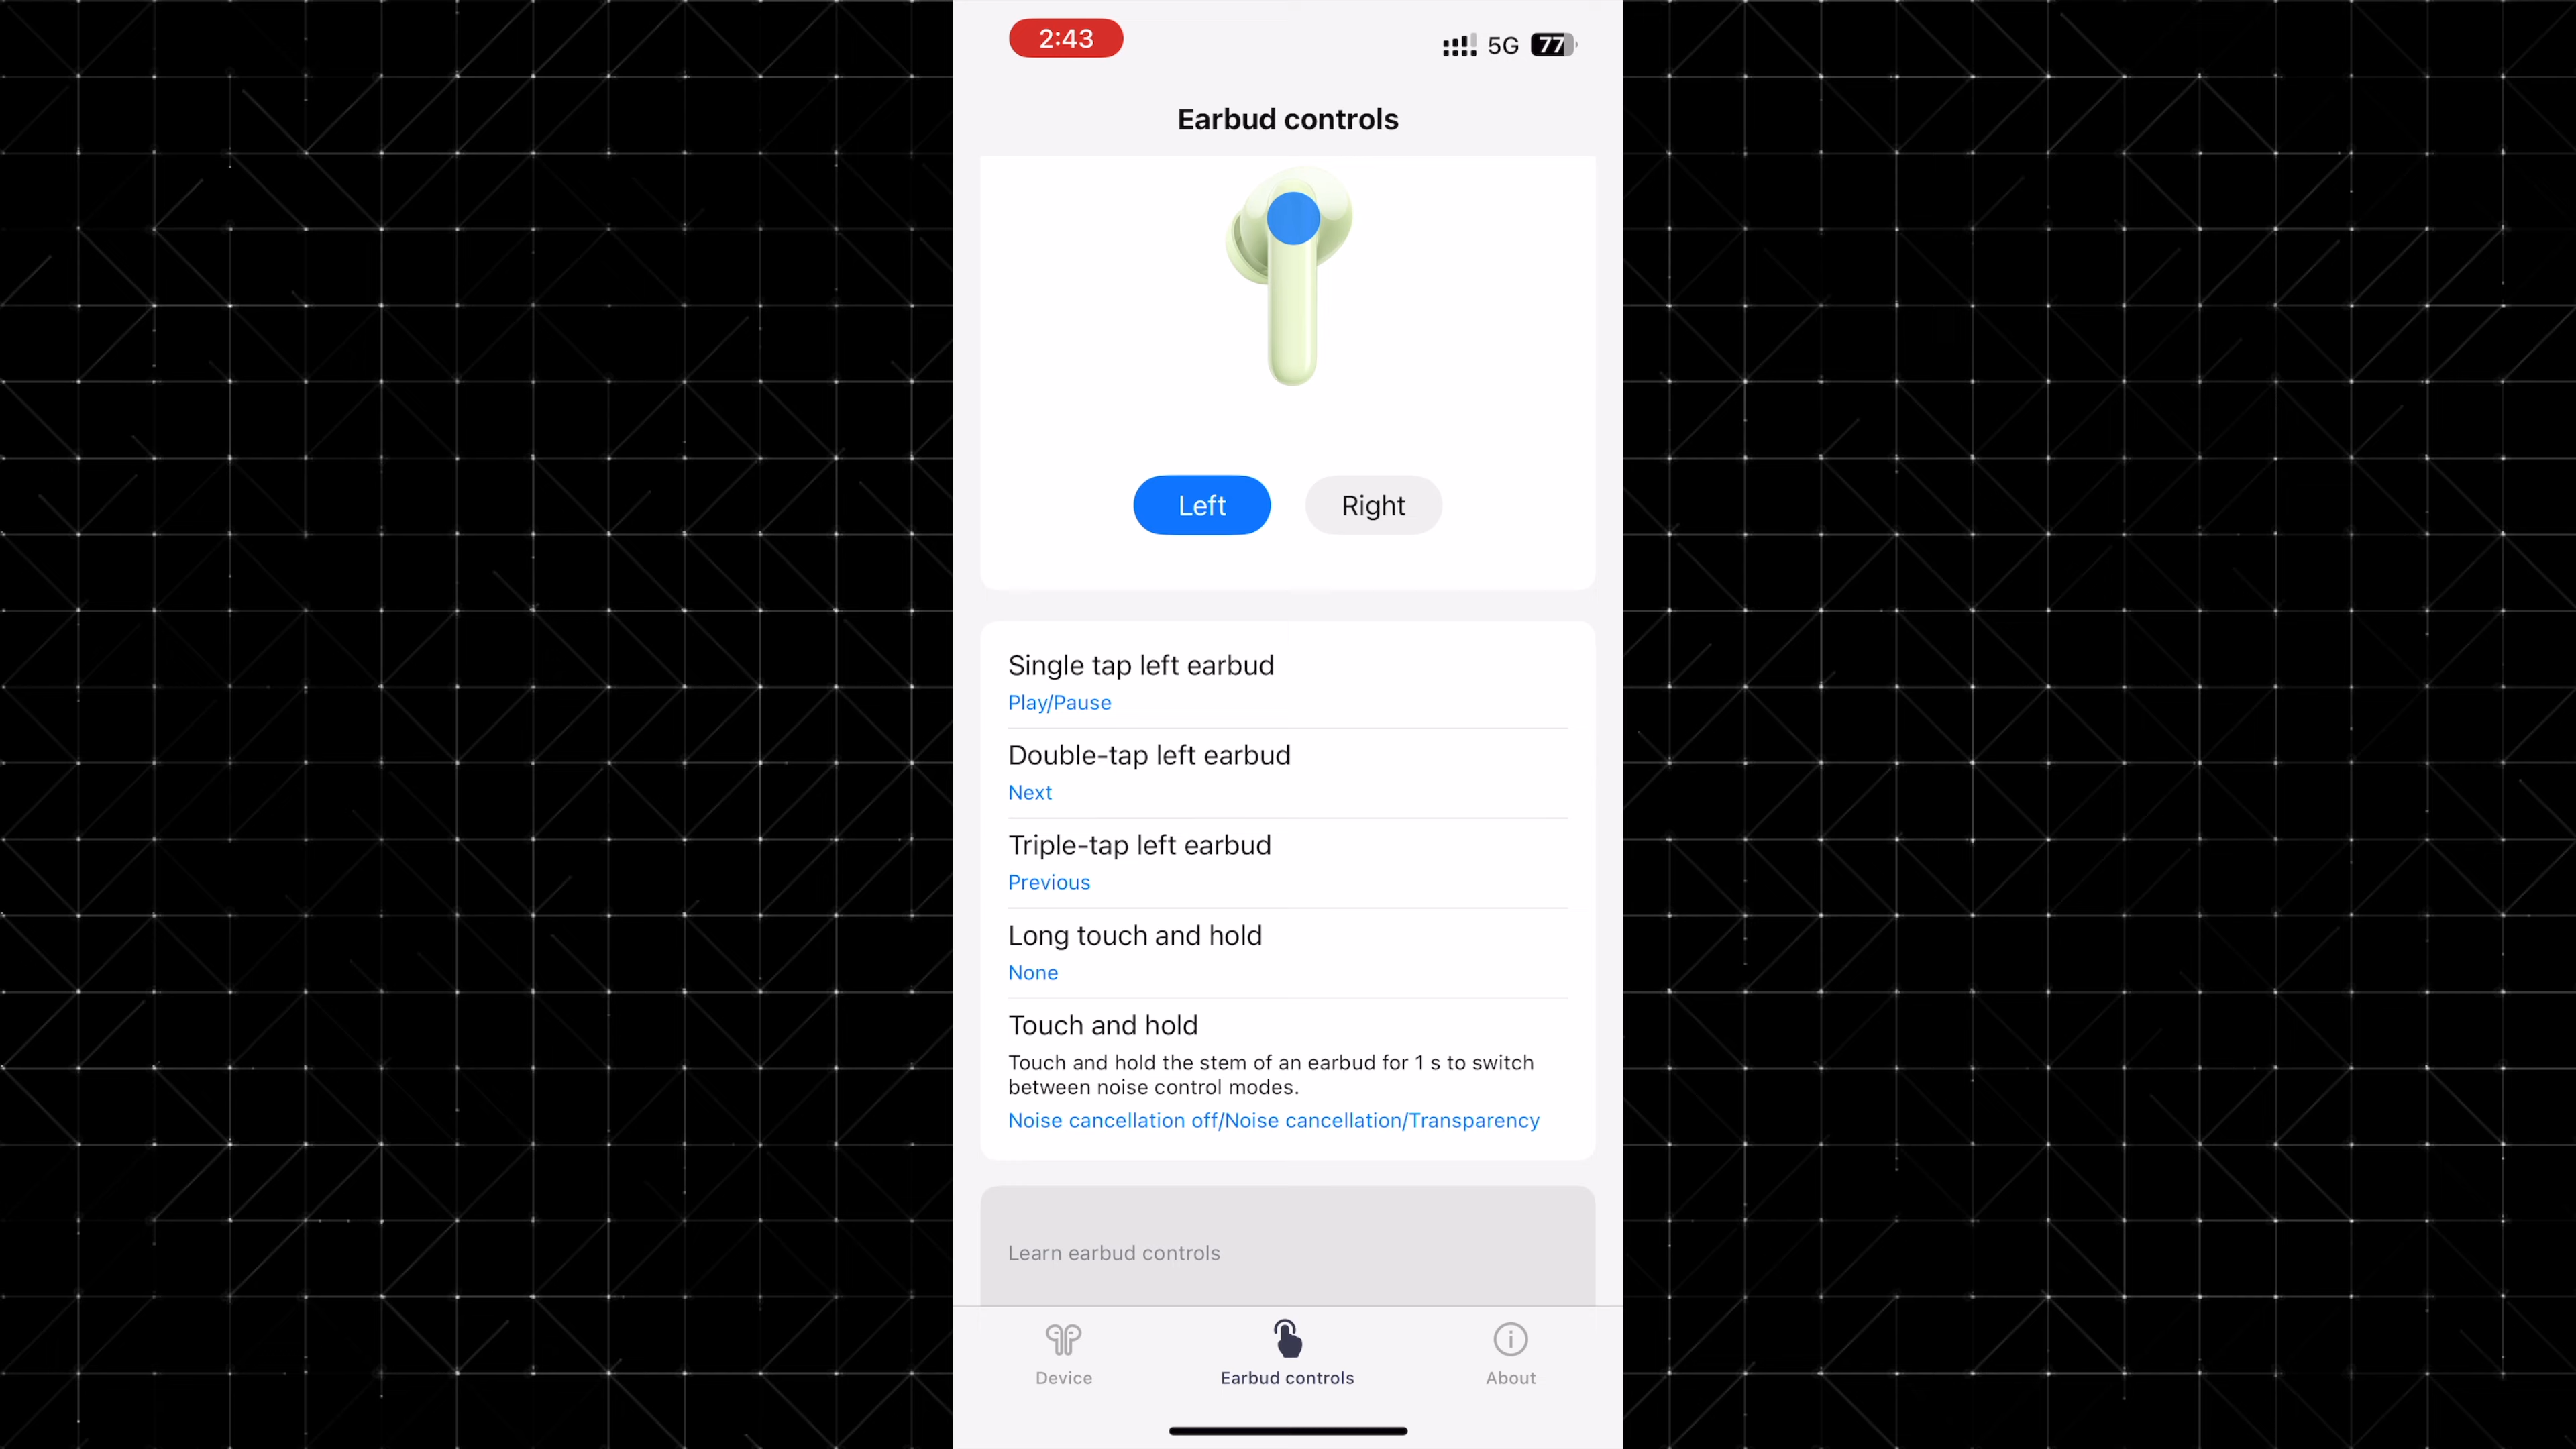 2:43
5G 77
Earbud controls
Left
Right
Single tap left earbud
Play/Pause
Double-tap left earbud
Next
Triple-tap left earbud
Previous
Long touch and hold
None
Touch and hold
Touch and hold the stem of an earbud for 1 s to switch
between noise control modes.
Noise cancellation off/Noise cancellation/Transparency
Learn earbud controls
Device
Earbud controls
About